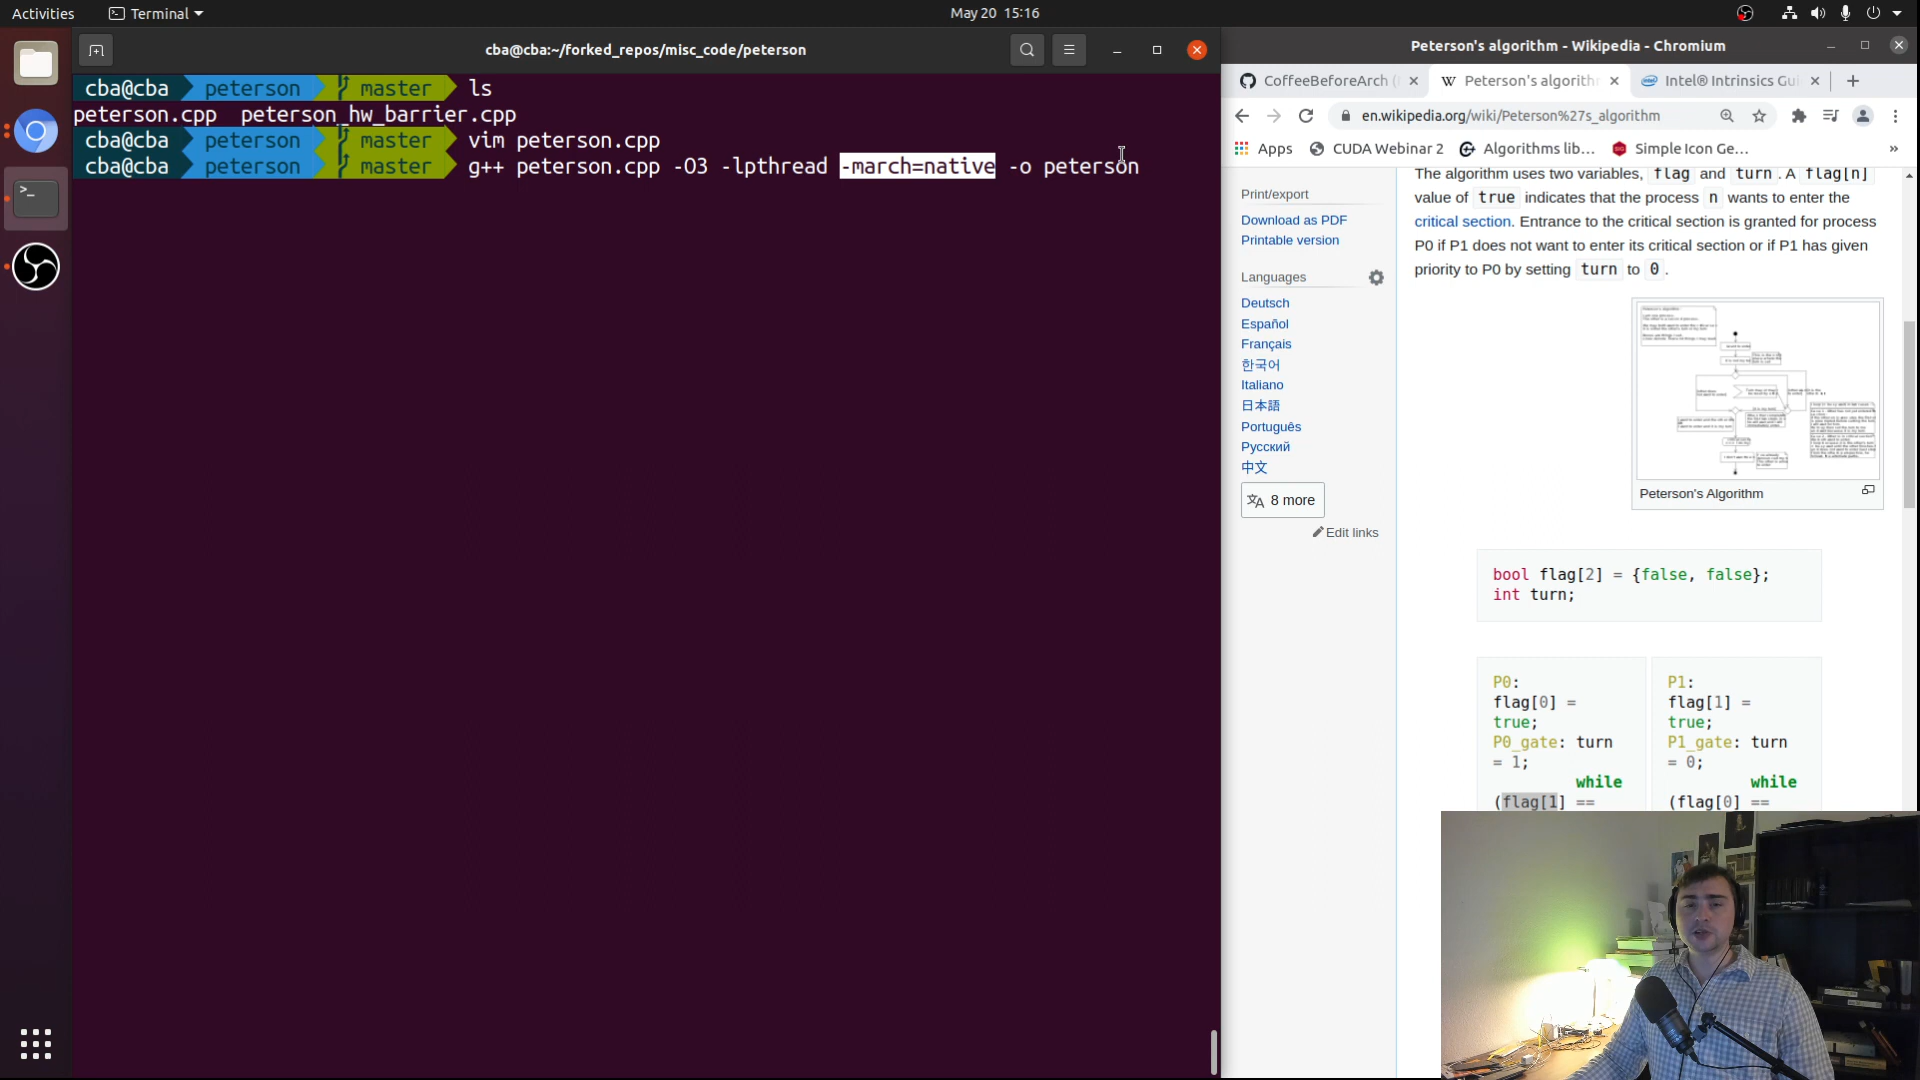 Activities
Terminal
May 20 15:16
cba@cba:~/forked_repos/misc_code/peterson
cba@cba peterson master ls
peterson.cpp peterson_hw_barrier.cpp
cba@cba peterson master vim peterson.cpp
cba@cba peterson master g++ peterson.cpp -O3 -lpthread -march=native -o peterson
Peterson's algorithm - Wikipedia - Chromium
CoffeeBeforeArch (
Peterson's algorith
Intel® Intrinsics Gui
en.wikipedia.org/wiki/Peterson%27s_algorithm
Apps
CUDA Webinar 2
Algorithms lib...
Simple Icon Ge...
»
Print/export
Download as PDF
Printable version
Languages
Deutsch
Español
Français
한국어
Italiano
日本語
Português
Русский
中文
8 more
Edit links
The algorithm uses two variables, flag and turn . A flag[n]
value of true indicates that the process n wants to enter the
critical section. Entrance to the critical section is granted for process
P0 if P1 does not want to enter its critical section or if P1 has given
priority to P0 by setting turn to 0 .
Peterson's Algorithm
bool flag[2] = {false, false};
int turn;
P0:
flag[0] =
true;
P0_gate: turn
= 1;
while
(flag[1] ==
P1:
flag[1] =
true;
P1_gate: turn
= 0;
while
(flag[0] ==